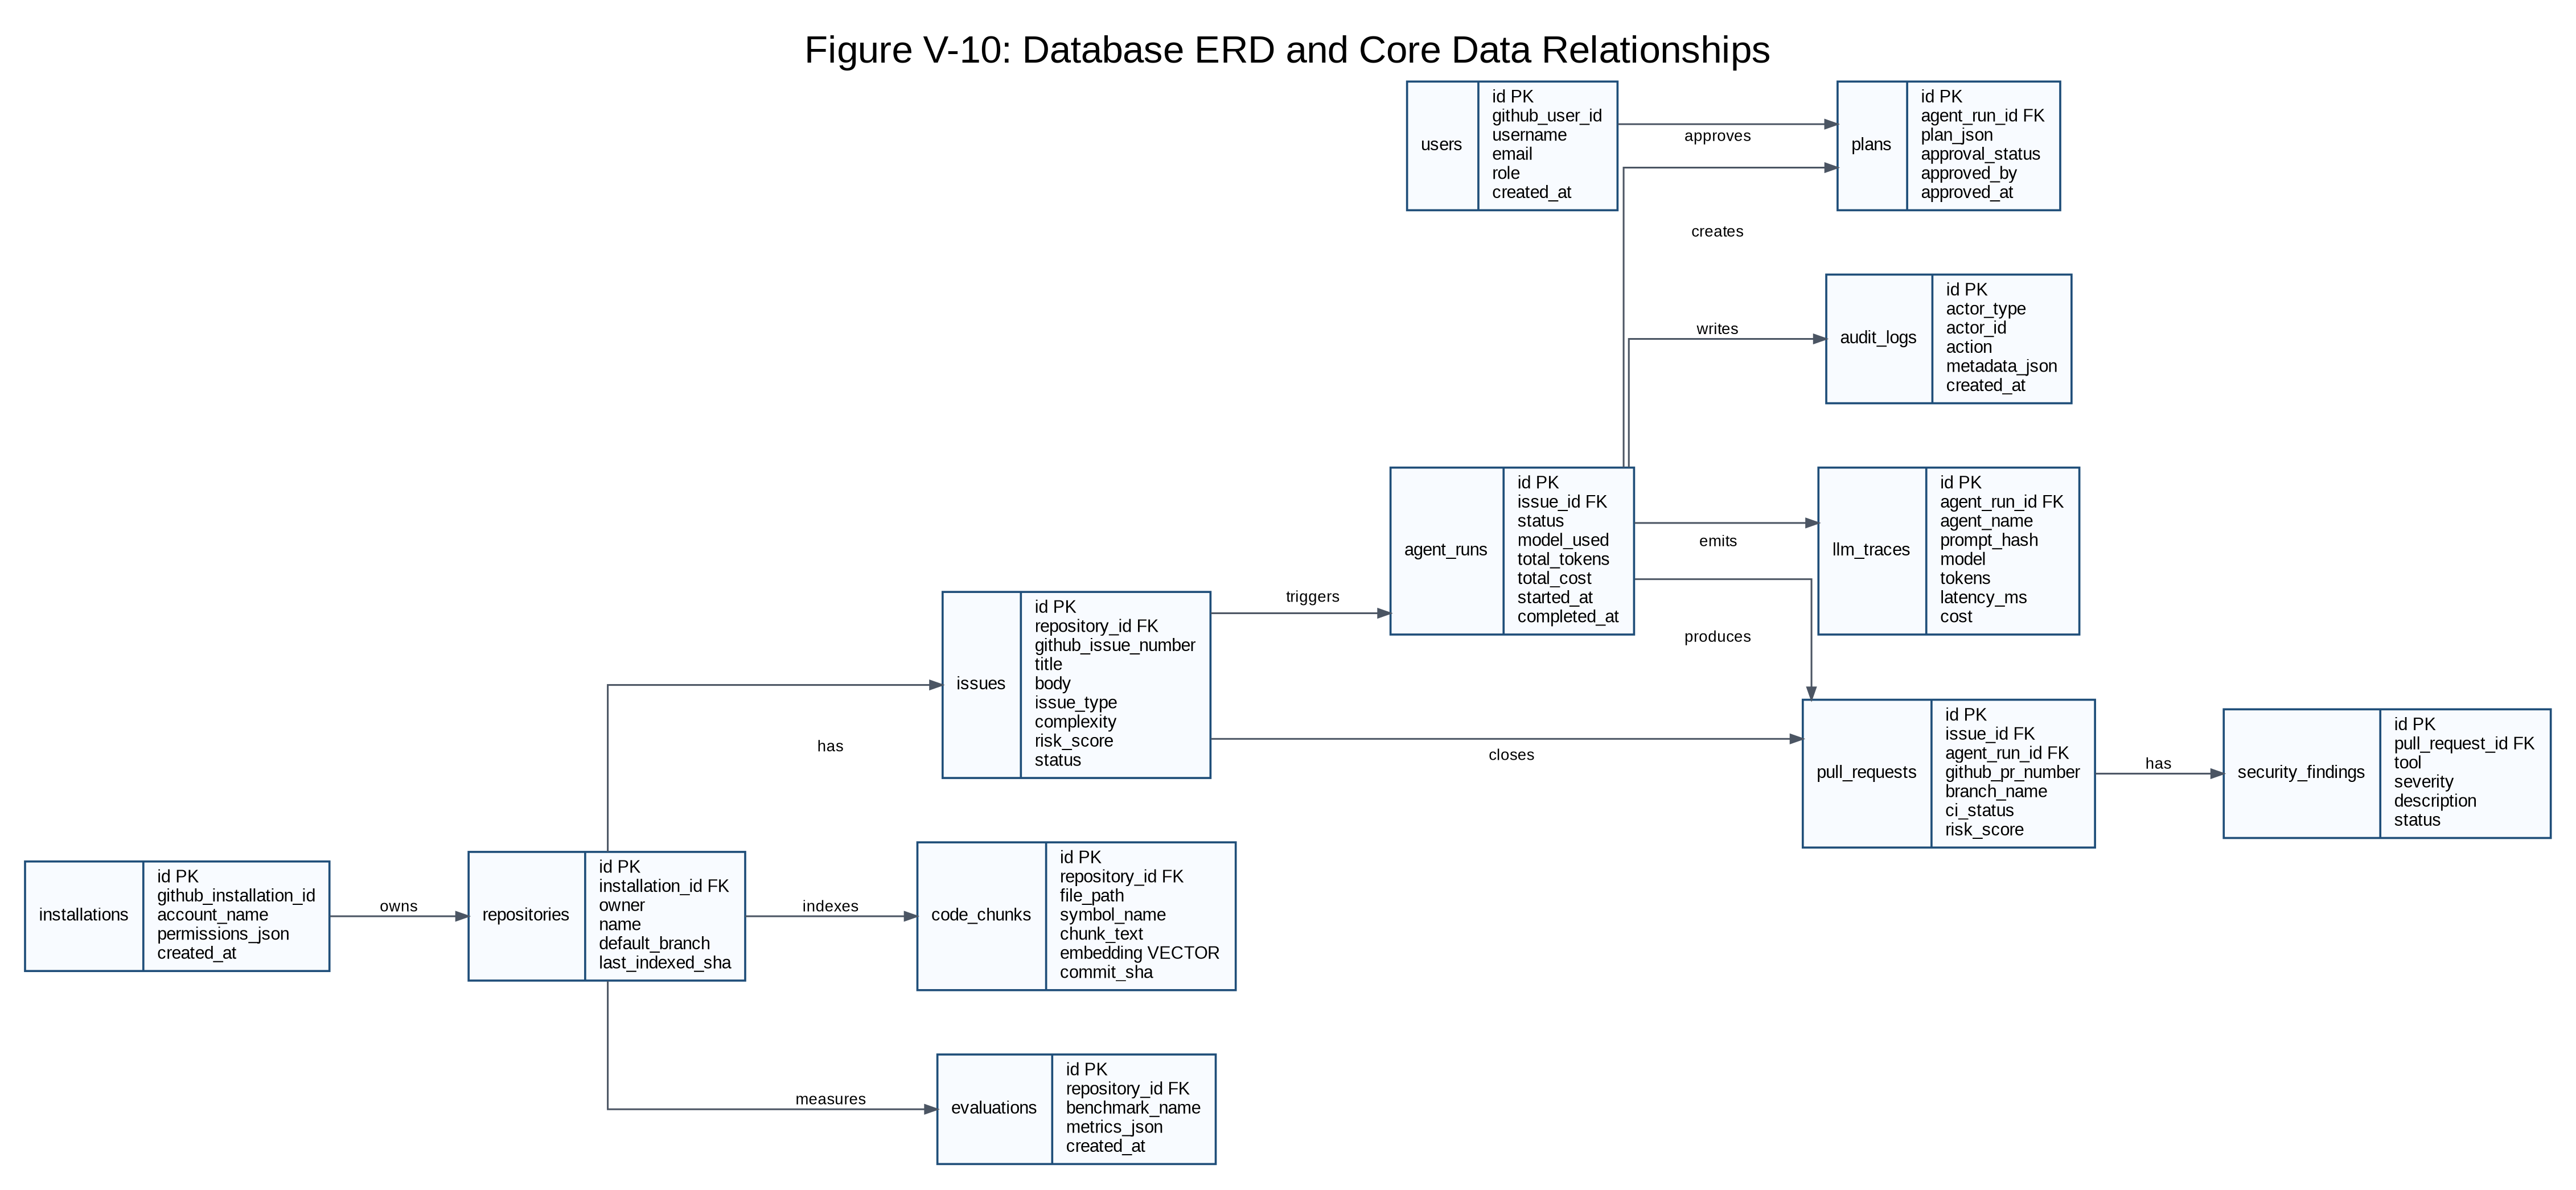 Figure V-10: Database ERD and Core Data Relationships
users
id PK
github_user_id
username
email
role
created_at
approves
plans
id PK
agent_run_id FK
plan_json
approval_status
approved_by
approved_at
creates
writes
audit_logs
id PK
actor_type
actor_id
action
metadata_json
created_at
agent_runs
id PK
issue_id FK
status
model_used
total_tokens
total_cost
started_at
completed_at
emits
llm_traces
id PK
agent_run_id FK
agent_name
prompt_hash
model
tokens
latency_ms
cost
produces
issues
id PK
repository_id FK
github_issue_number
title
body
issue_type
complexity
risk_score
status
triggers
closes
has
pull_requests
id PK
issue_id FK
agent_run_id FK
github_pr_number
branch_name
ci_status
risk_score
has
security_findings
id PK
pull_request_id FK
tool
severity
description
status
installations
id PK
github_installation_id
account_name
permissions_json
created_at
owns
repositories
id PK
installation_id FK
owner
name
default_branch
last_indexed_sha
indexes
code_chunks
id PK
repository_id FK
file_path
symbol_name
chunk_text
embedding VECTOR
commit_sha
measures
evaluations
id PK
repository_id FK
benchmark_name
metrics_json
created_at